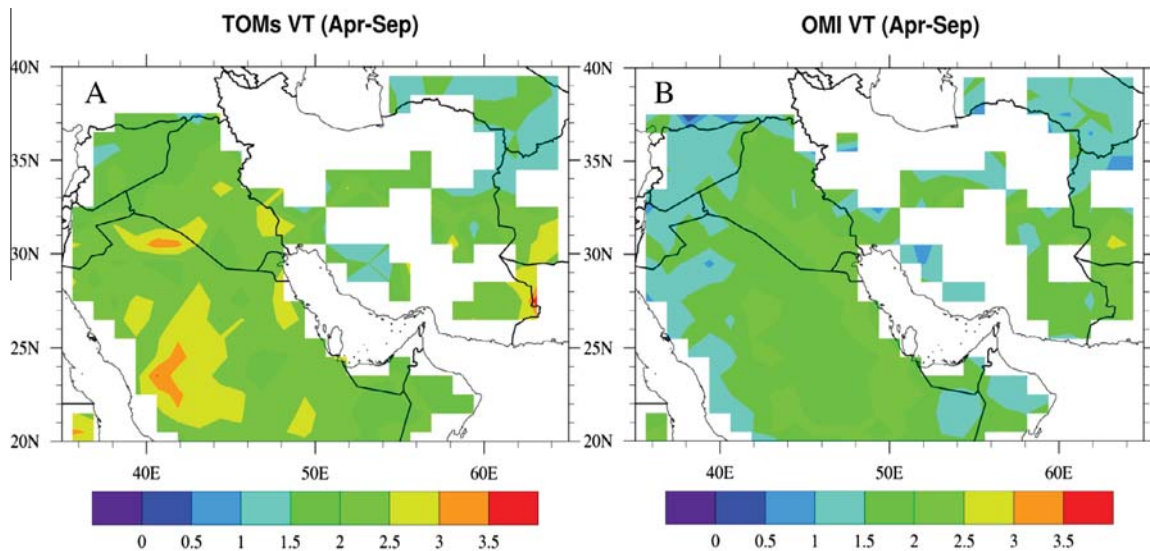 TOMs VT (Apr-Sep)
A
40N
35N
30N
25N
20N
40E 50E 60E
0 0.5 1 1.5 2 2.5 3 3.5
OMI VT (Apr-Sep)
B
40N
35N
30N
25N
20N
40E 50E 60E
0 0.5 1 1.5 2 2.5 3 3.5